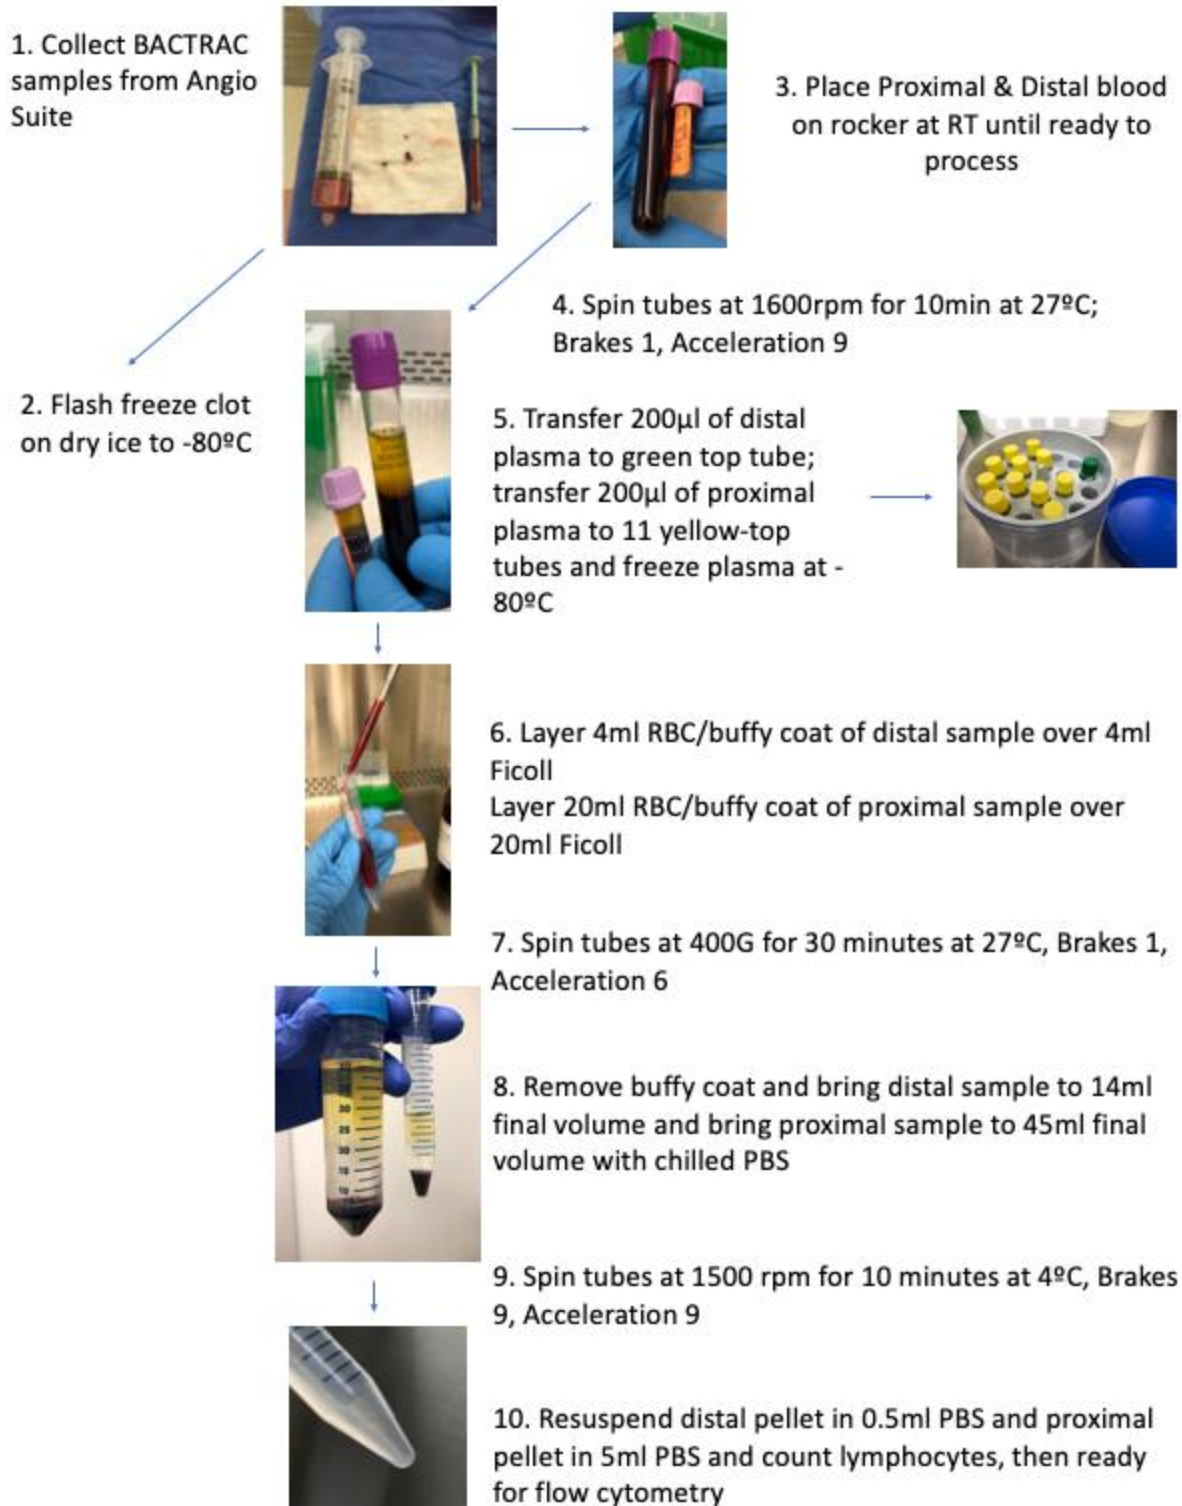 1. Collect BACTRAC
samples from Angio
Suite
3. Place Proximal & Distal blood
on rocker at RT until ready to
process
2. Flash freeze clot
on dry ice to -80ºC
4. Spin tubes at 1600rpm for 10min at 27ºC;
Brakes 1, Acceleration 9
5. Transfer 200µl of distal
plasma to green top tube;
transfer 200µl of proximal
plasma to 11 yellow-top
tubes and freeze plasma at -
80ºC
6. Layer 4ml RBC/buffy coat of distal sample over 4ml
Ficoll
Layer 20ml RBC/buffy coat of proximal sample over
20ml Ficoll
7. Spin tubes at 400G for 30 minutes at 27ºC, Brakes 1,
Acceleration 6
8. Remove buffy coat and bring distal sample to 14ml
final volume and bring proximal sample to 45ml final
volume with chilled PBS
9. Spin tubes at 1500 rpm for 10 minutes at 4ºC, Brakes
9, Acceleration 9
10. Resuspend distal pellet in 0.5ml PBS and proximal
pellet in 5ml PBS and count lymphocytes, then ready
for flow cytometry